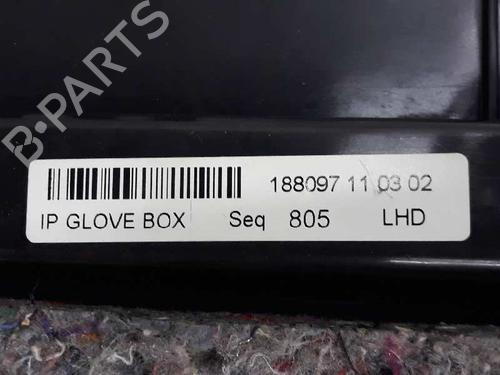 B-PARTS
188097 11 03 02
IP GLOVE BOX Seq 805 LHD